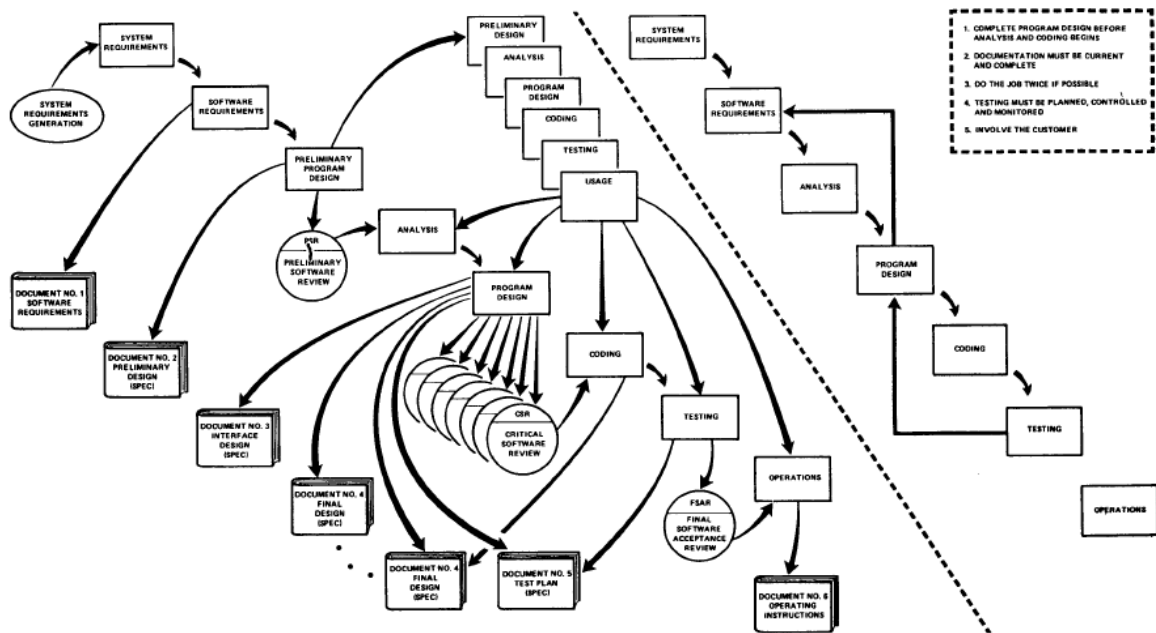 SYSTEM
REQUIREMENTS
SYSTEM
REQUIREMENTS
GENERATION
SOFTWARE
REQUIREMENTS
PRELIMINARY
PROGRAM
DESIGN
PRELIMINARY
DESIGN
ANALYSIS
PROGRAM
DESIGN
CODING
TESTING
USAGE
PSR
PRELIMINARY
SOFTWARE
REVIEW
ANALYSIS
PROGRAM
DESIGN
CSR
CRITICAL
SOFTWARE
REVIEW
CODING
TESTING
FSAR
FINAL
SOFTWARE
ACCEPTANCE
REVIEW
OPERATIONS
DOCUMENT NO. 1
SOFTWARE
REQUIREMENTS
DOCUMENT NO. 2
PRELIMINARY
DESIGN
(SPEC)
DOCUMENT NO. 3
INTERFACE
DESIGN
(SPEC)
DOCUMENT NO. 4
FINAL
DESIGN
(SPEC)
DOCUMENT NO. 4
FINAL
DESIGN
(SPEC)
DOCUMENT NO. 5
TEST PLAN
(SPEC)
DOCUMENT NO. 6
OPERATING
INSTRUCTIONS
SYSTEM
REQUIREMENTS
SOFTWARE
REQUIREMENTS
ANALYSIS
PROGRAM
DESIGN
CODING
TESTING
OPERATIONS
1. COMPLETE PROGRAM DESIGN BEFORE
ANALYSIS AND CODING BEGINS
2. DOCUMENTATION MUST BE CURRENT
AND COMPLETE
3. DO THE JOB TWICE IF POSSIBLE
4. TESTING MUST BE PLANNED, CONTROLLED
AND MONITORED
5. INVOLVE THE CUSTOMER